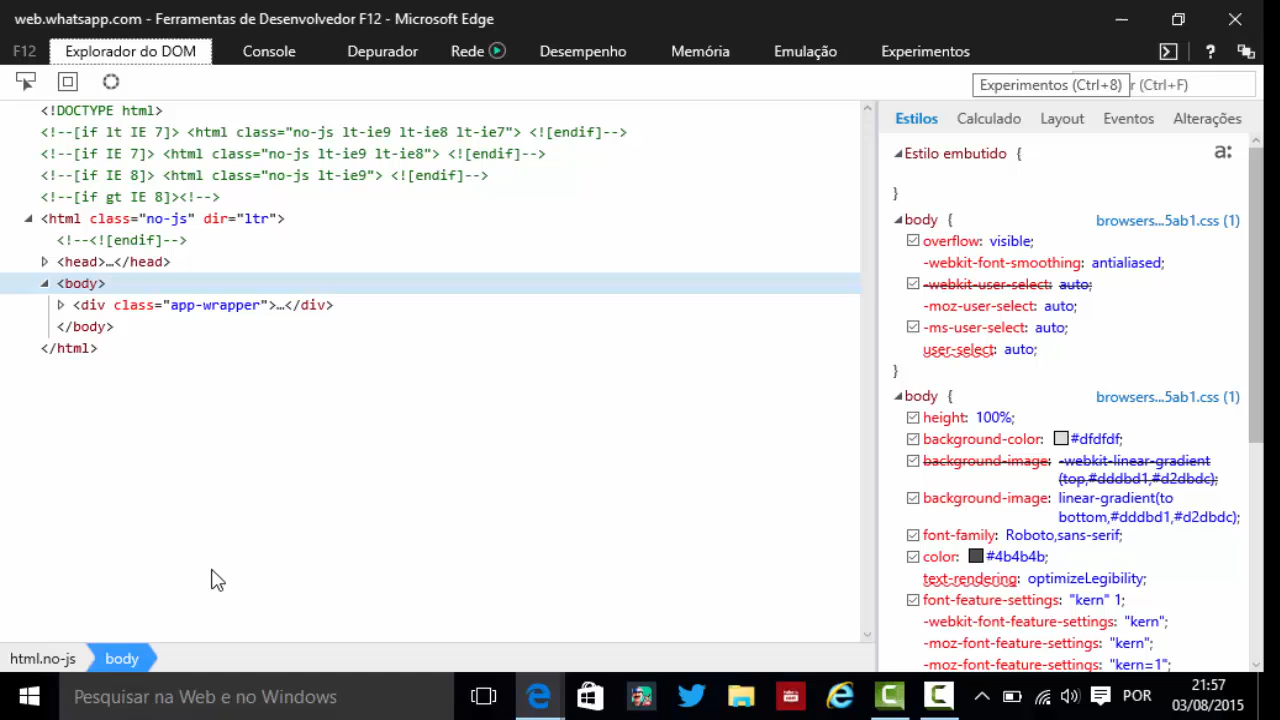 web.whatsapp.com - Ferramentas de Desenvolvedor F12 - Microsoft Edge
F12 Explorador do DOM Console Depurador Rede Desempenho Memória Emulação Experimentos
Experimentos (Ctrl+8) r (Ctrl+F)
<!DOCTYPE html>
<!--[if lt IE 7]> <html class="no-js lt-ie9 lt-ie8 lt-ie7"> <![endif]-->
<!--[if IE 7]> <html class="no-js lt-ie9 lt-ie8"> <![endif]-->
<!--[if IE 8]> <html class="no-js lt-ie9"> <![endif]-->
<!--[if gt IE 8]><!-->
<html class="no-js" dir="ltr">
<!--<![endif]-->
<head>…</head>
<body>
<div class="app-wrapper">…</div>
</body>
</html>
html.no-js body
Estilos Calculado Layout Eventos Alterações
Estilo embutido { a:
}
body { browsers...5ab1.css (1)
overflow: visible;
-webkit-font-smoothing: antialiased;
-webkit-user-select: auto;
-moz-user-select: auto;
-ms-user-select: auto;
user-select: auto;
}
body { browsers...5ab1.css (1)
height: 100%;
background-color: #dfdfdf;
background-image: -webkit-linear-gradient
(top,#dddbd1,#d2dbdc);
background-image: linear-gradient(to
bottom,#dddbd1,#d2dbdc);
font-family: Roboto,sans-serif;
color: #4b4b4b;
text-rendering: optimizeLegibility;
font-feature-settings: "kern" 1;
-webkit-font-feature-settings: "kern";
-moz-font-feature-settings: "kern";
-moz-font-feature-settings: "kern=1";
Pesquisar na Web e no Windows POR 21:57
03/08/2015